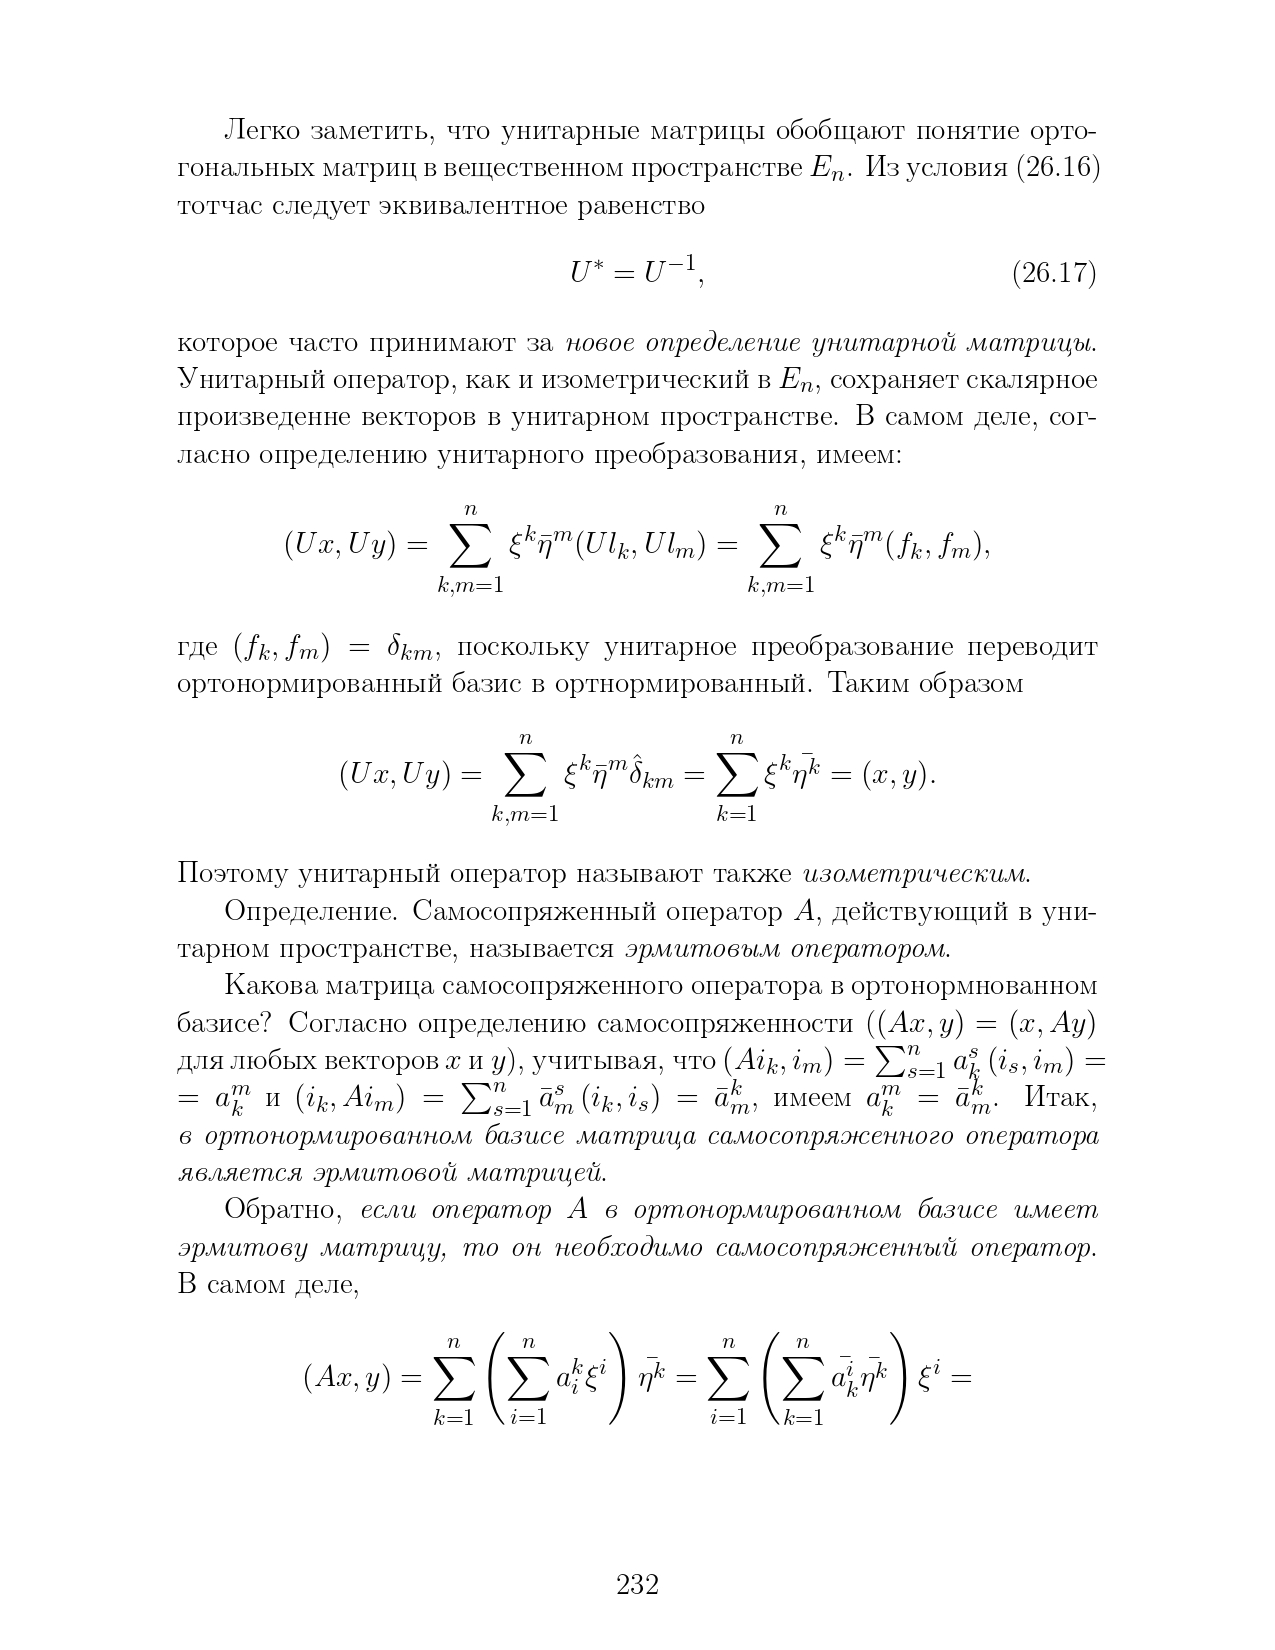 Легко заметить, что унитарные матрицы обобщают понятие орто-
гональных матриц в вещественном пространстве $E_n$. Из условия (26.16)
тотчас следует эквивалентное равенство
$U^* = U^{-1},$ (26.17)
которое часто принимают за новое определение унитарной матрицы.
Унитарный оператор, как и изометрический в $E_n$, сохраняет скалярное
произведенне векторов в унитарном пространстве. В самом деле, сог-
ласно определению унитарного преобразования, имеем:
$(Ux, Uy) = \sum_{k,m=1}^{n} \xi^k \bar{\eta}^m (Ul_k, Ul_m) = \sum_{k,m=1}^{n} \xi^k \bar{\eta}^m (f_k, f_m),$
где $(f_k, f_m) = \delta_{km}$, поскольку унитарное преобразование переводит
ортонормированный базис в ортнормированный. Таким образом
$(Ux, Uy) = \sum_{k,m=1}^{n} \xi^k \bar{\eta}^m \hat{\delta}_{km} = \sum_{k=1}^{n} \xi^k \bar{\eta^k} = (x, y).$
Поэтому унитарный оператор называют также изометрическим.
Определение. Самосопряженный оператор $A$, действующий в уни-
тарном пространстве, называется эрмитовым оператором.
Какова матрица самосопряженного оператора в ортонормнованном
базисе? Согласно определению самосопряженности ($(Ax, y) = (x, Ay)$
для любых векторов $x$ и $y$), учитывая, что $(Ai_k, i_m) = \sum_{s=1}^{n} a_k^s (i_s, i_m) =$
$= a_k^m$ и $(i_k, Ai_m) = \sum_{s=1}^{n} \bar{a}_m^s (i_k, i_s) = \bar{a}_m^k$, имеем $a_k^m = \bar{a}_m^k$. Итак,
в ортонормированном базисе матрица самосопряженного оператора
является эрмитовой матрицей.
Обратно, если оператор $A$ в ортонормированном базисе имеет
эрмитову матрицу, то он необходимо самосопряженный оператор.
В самом деле,
$(Ax, y) = \sum_{k=1}^{n} \left( \sum_{i=1}^{n} a_i^k \xi^i \right) \bar{\eta^k} = \sum_{i=1}^{n} \left( \sum_{k=1}^{n} \bar{a_k^i} \bar{\eta^k} \right) \xi^i =$
232